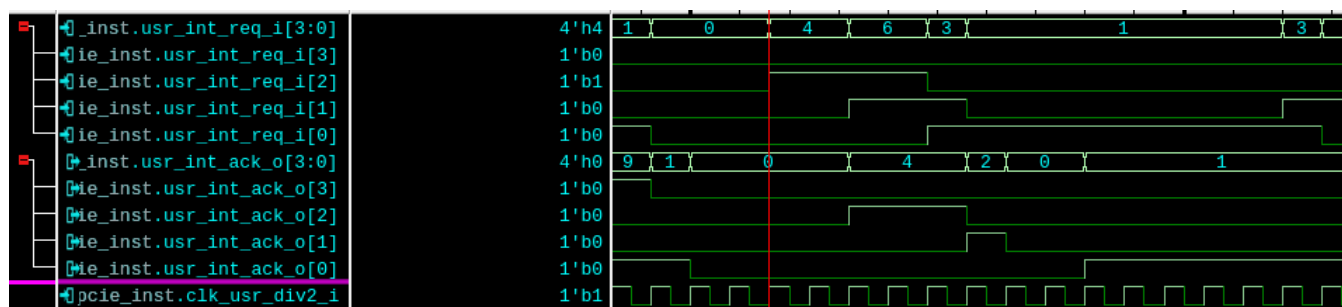 _inst.usr_int_req_i[3:0] 4'h4 1 0 4 6 3 1 3
ie_inst.usr_int_req_i[3] 1'b0
ie_inst.usr_int_req_i[2] 1'b1
ie_inst.usr_int_req_i[1] 1'b0
ie_inst.usr_int_req_i[0] 1'b0
_inst.usr_int_ack_o[3:0] 4'h0 9 1 0 4 2 0 1
ie_inst.usr_int_ack_o[3] 1'b0
ie_inst.usr_int_ack_o[2] 1'b0
ie_inst.usr_int_ack_o[1] 1'b0
ie_inst.usr_int_ack_o[0] 1'b0
pcie_inst.clk_usr_div2_i 1'b1